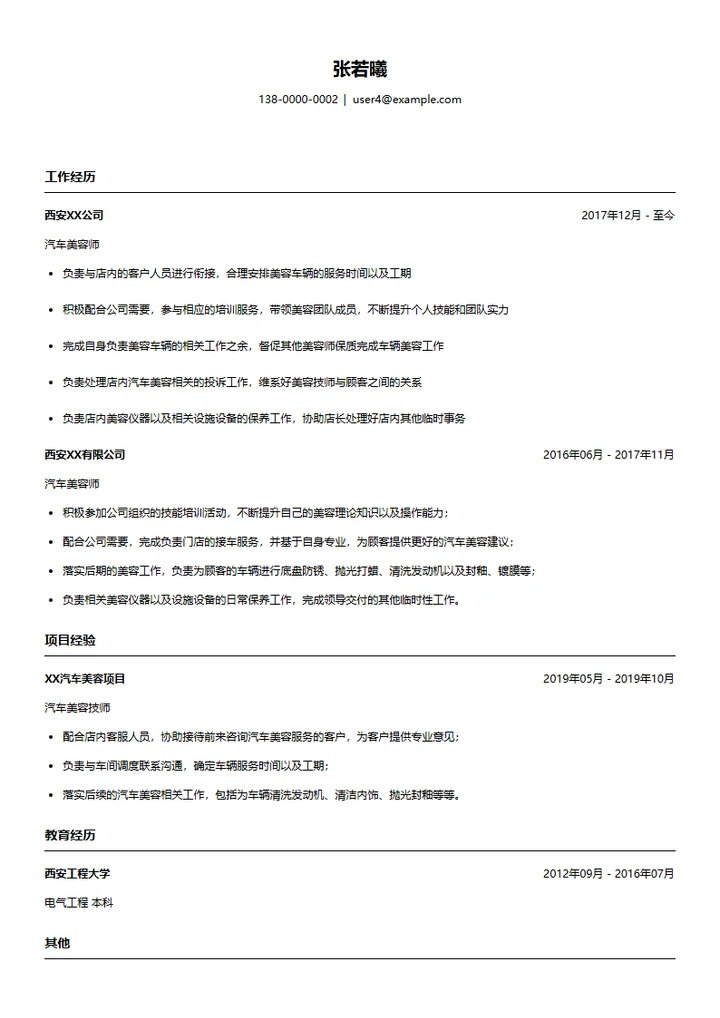 张若曦
138-0000-0002 | user4@example.com
工作经历
西安XX公司 2017年12月 - 至今
汽车美容师
• 负责与店内的客户人员进行衔接，合理安排美容车辆的服务时间以及工期
• 积极配合公司需要，参与相应的培训服务，带领美容团队成员，不断提升个人技能和团队实力
• 完成自身负责美容车辆的相关工作之余，督促其他美容师保质完成车辆美容工作
• 负责处理店内汽车美容相关的投诉工作，维系好美容技师与顾客之间的关系
• 负责店内美容仪器以及相关设施设备的保养工作，协助店长处理好店内其他临时事务
西安XX有限公司 2016年06月 - 2017年11月
汽车美容师
• 积极参加公司组织的技能培训活动，不断提升自己的美容理论知识以及操作能力；
• 配合公司需要，完成负责门店的接车服务，并基于自身专业，为顾客提供更好的汽车美容建议；
• 落实后期的美容工作，负责为顾客的车辆进行底盘防锈、抛光打蜡、清洗发动机以及封釉、镀膜等；
• 负责相关美容仪器以及设施设备的日常保养工作，完成领导交付的其他临时性工作。
项目经验
XX汽车美容项目 2019年05月 - 2019年10月
汽车美容技师
• 配合店内客服人员，协助接待前来咨询汽车美容服务的客户，为客户提供专业意见；
• 负责与车间调度联系沟通，确定车辆服务时间以及工期；
• 落实后续的汽车美容相关工作，包括为车辆清洗发动机、清洁内饰、抛光封釉等等。
教育经历
西安工程大学 2012年09月 - 2016年07月
电气工程 本科
其他